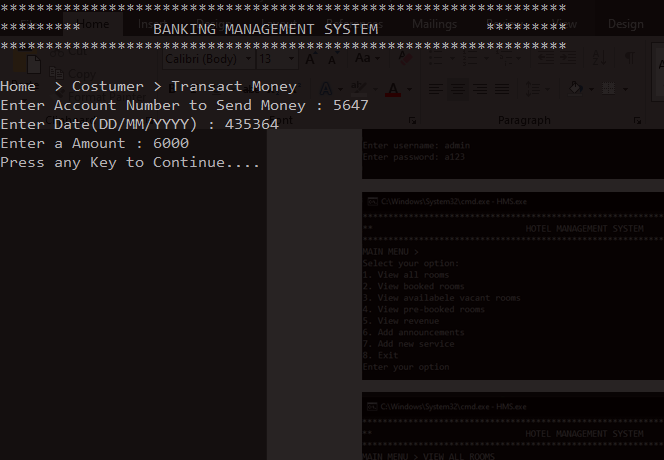 ***************************************************************
*********        BANKING MANAGEMENT SYSTEM            *********
***************************************************************
Home  > Costumer > Transact Money
Enter Account Number to Send Money : 5647
Enter Date(DD/MM/YYYY) : 435364
Enter a Amount : 6000
Press any Key to Continue....
Home
Mailings
Design
Copy
Calibri (Body)
13
Aa
Font
Paragraph
Enter username: admin
Enter password: a123
C:\Windows\System32\cmd.exe - HMS.exe
** HOTEL MANAGEMENT SYSTEM
MAIN MENU >
Select your option:
1. View all rooms
2. View booked rooms
3. View availabele vacant rooms
4. View pre-booked rooms
5. View revenue
6. Add announcements
7. Add new service
8. Exit
Enter your option
C:\Windows\System32\cmd.exe - HMS.exe
** HOTEL MANAGEMENT SYSTEM
MAIN MENU > VIEW ALL ROOMS